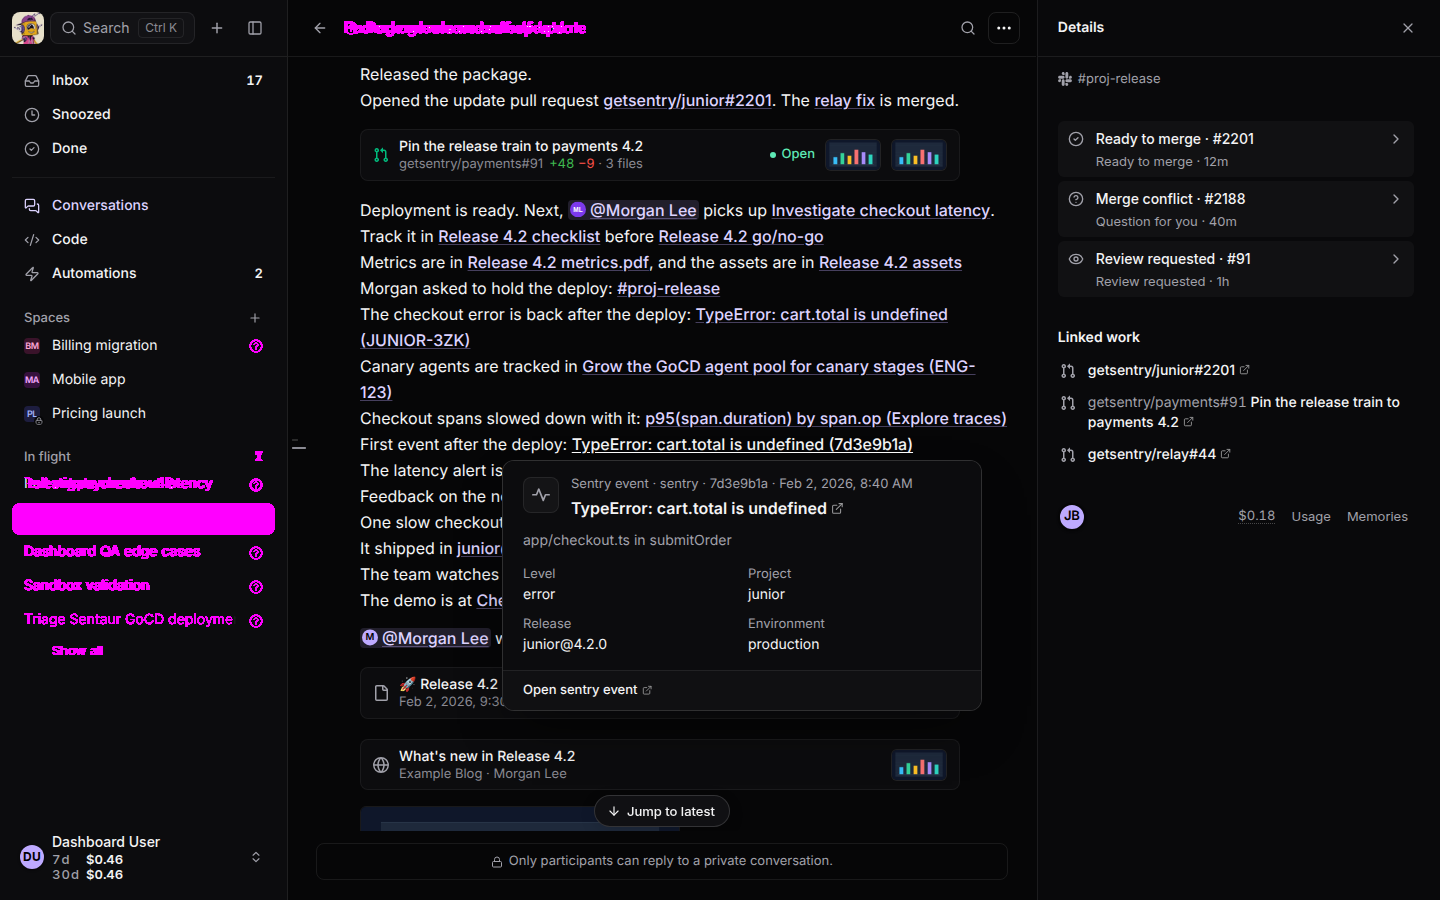 Search Ctrl K
Inbox 17
Snoozed
Done
Conversations
Code
Automations 2
Spaces
BM Billing migration
MA Mobile app
PL Pricing launch
In flight
Dashboard QA edge cases
Sandbox validation
Triage Sentaur GoCD deployme
Show all
DU Dashboard User
7d $0.46
30d $0.46
Released the package.
Opened the update pull request getsentry/junior#2201. The relay fix is merged.
Pin the release train to payments 4.2
getsentry/payments#91 +48 −9 · 3 files
Open
Deployment is ready. Next, ML @Morgan Lee picks up Investigate checkout latency.
Track it in Release 4.2 checklist before Release 4.2 go/no-go
Metrics are in Release 4.2 metrics.pdf, and the assets are in Release 4.2 assets
Morgan asked to hold the deploy: #proj-release
The checkout error is back after the deploy: TypeError: cart.total is undefined
(JUNIOR-3ZK)
Canary agents are tracked in Grow the GoCD agent pool for canary stages (ENG-
123)
Checkout spans slowed down with it: p95(span.duration) by span.op (Explore traces)
First event after the deploy: TypeError: cart.total is undefined (7d3e9b1a)
The latency alert is
Feedback on the
One slow checkout
It shipped in junior
The team watches
The demo is at
M @Morgan Lee
Sentry event · sentry · 7d3e9b1a · Feb 2, 2026, 8:40 AM
TypeError: cart.total is undefined
app/checkout.ts in submitOrder
Level
error
Project
junior
Release
junior@4.2.0
Environment
production
Open sentry event
🚀 Release 4.2
Feb 2, 2026, 9:30
What's new in Release 4.2
Example Blog · Morgan Lee
Jump to latest
Only participants can reply to a private conversation.
Details
#proj-release
Ready to merge · #2201
Ready to merge · 12m
Merge conflict · #2188
Question for you · 40m
Review requested · #91
Review requested · 1h
Linked work
getsentry/junior#2201
getsentry/payments#91 Pin the release train to
payments 4.2
getsentry/relay#44
JB $0.18 Usage Memories